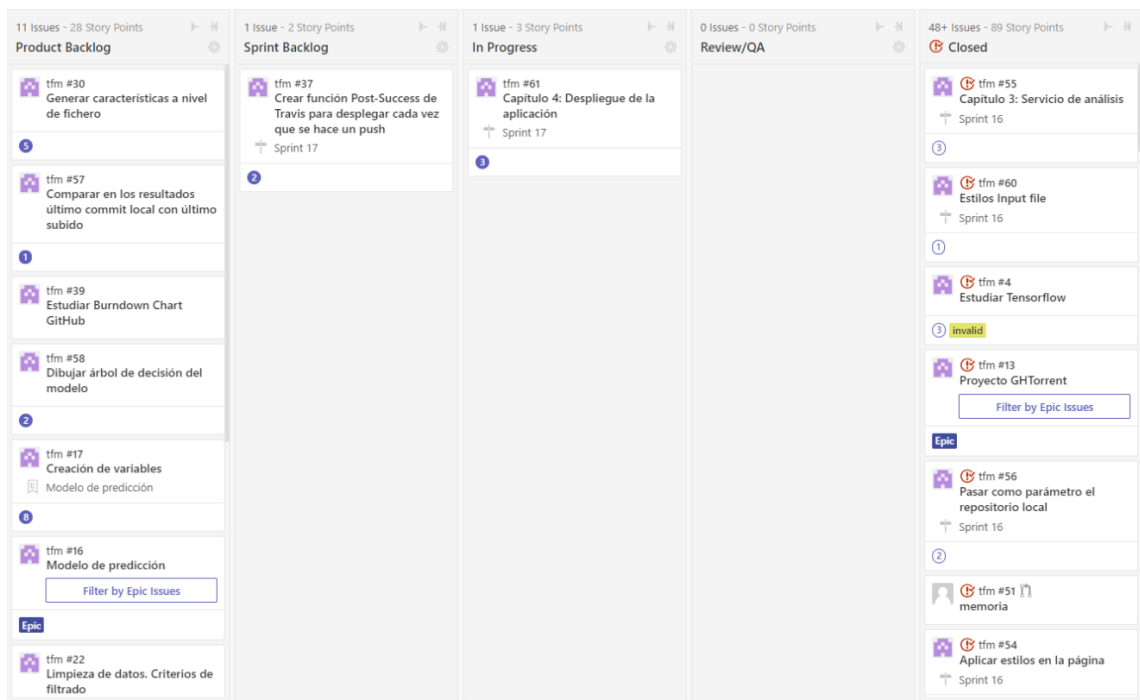 11 Issues - 28 Story Points
Product Backlog
tfm #30
Generar características a nivel
de fichero
5
tfm #57
Comparar en los resultados
último commit local con último
subido
1
tfm #39
Estudiar Burndown Chart
GitHub
tfm #58
Dibujar árbol de decisión del
modelo
2
tfm #17
Creación de variables
Modelo de predicción
8
tfm #16
Modelo de predicción
Filter by Epic Issues
Epic
tfm #22
Limpieza de datos. Criterios de
filtrado
1 Issue - 2 Story Points
Sprint Backlog
tfm #37
Crear función Post-Success de
Travis para desplegar cada vez
que se hace un push
Sprint 17
2
1 Issue - 3 Story Points
In Progress
tfm #61
Capítulo 4: Despliegue de la
aplicación
Sprint 17
3
0 Issues - 0 Story Points
Review/QA
48+ Issues - 89 Story Points
Closed
tfm #55
Capítulo 3: Servicio de análisis
Sprint 16
3
tfm #60
Estilos Input file
Sprint 16
1
tfm #4
Estudiar Tensorflow
3 invalid
tfm #13
Proyecto GHTorrent
Filter by Epic Issues
Epic
tfm #56
Pasar como parámetro el
repositorio local
Sprint 16
2
tfm #51
memoria
tfm #54
Aplicar estilos en la página
Sprint 16